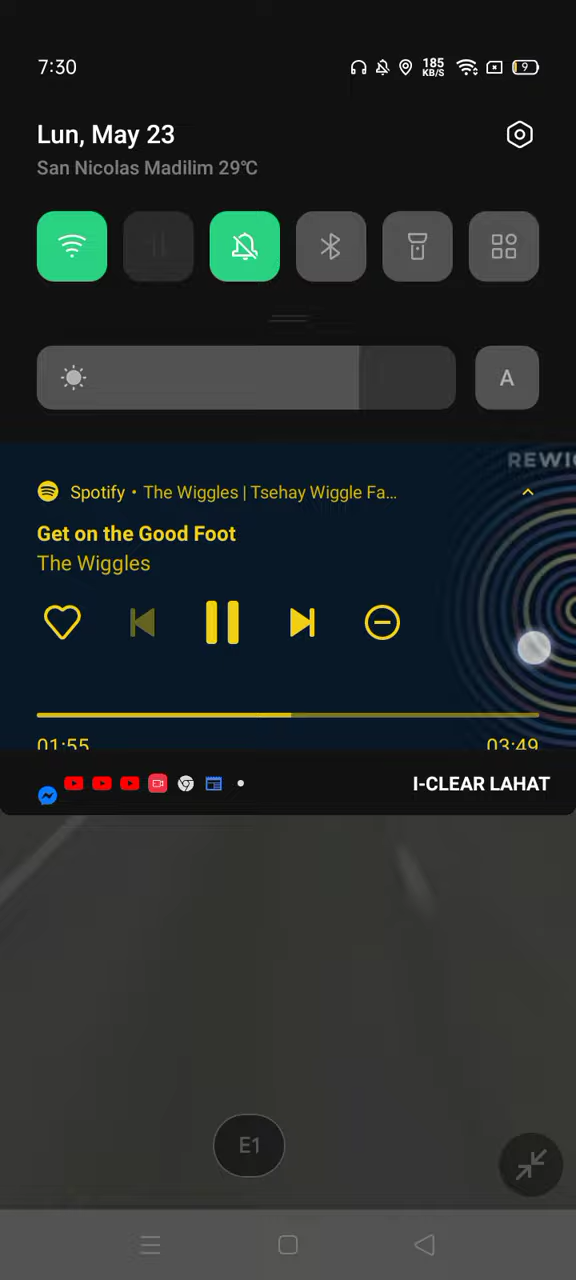 7:30
185
KB/S
9
Lun, May 23
San Nicolas Madilim 29°C
A
Spotify • The Wiggles | Tsehay Wiggle Fa...
Get on the Good Foot
The Wiggles
01:55
03:49
I-CLEAR LAHAT
E1